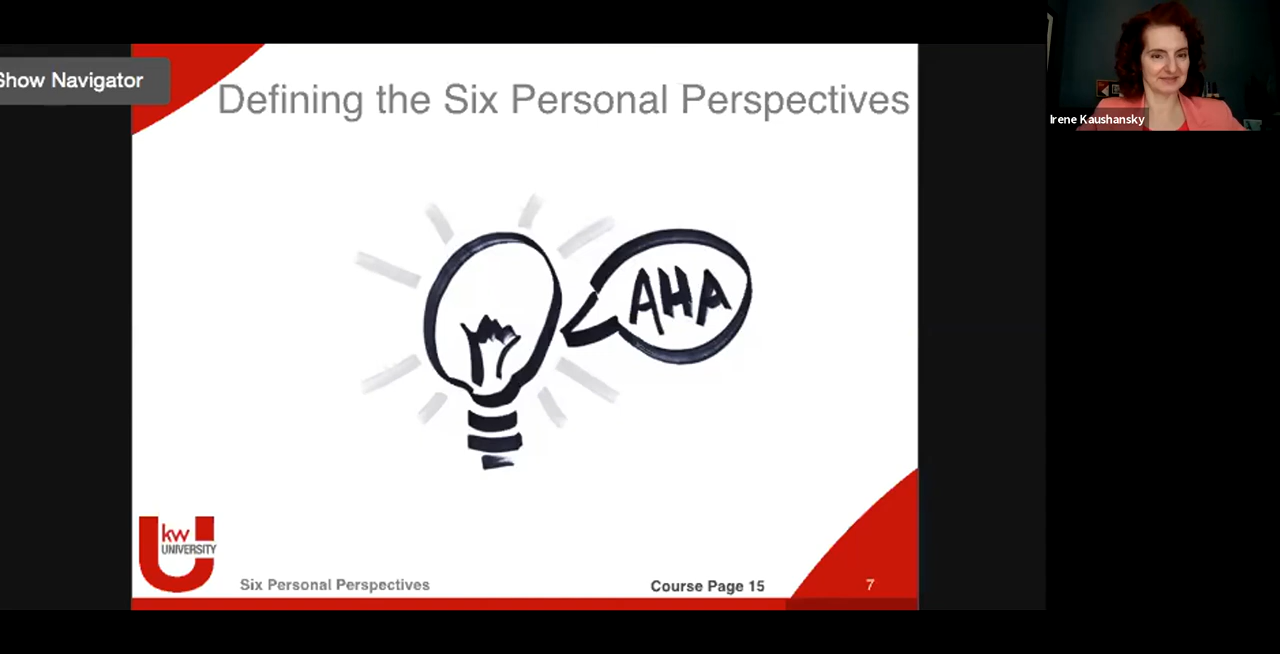 Show Navigator
Defining the Six Personal Perspectives
Irene Kaushansky
AHA
kw
UNIVERSITY
Six Personal Perspectives
Course Page 15
7